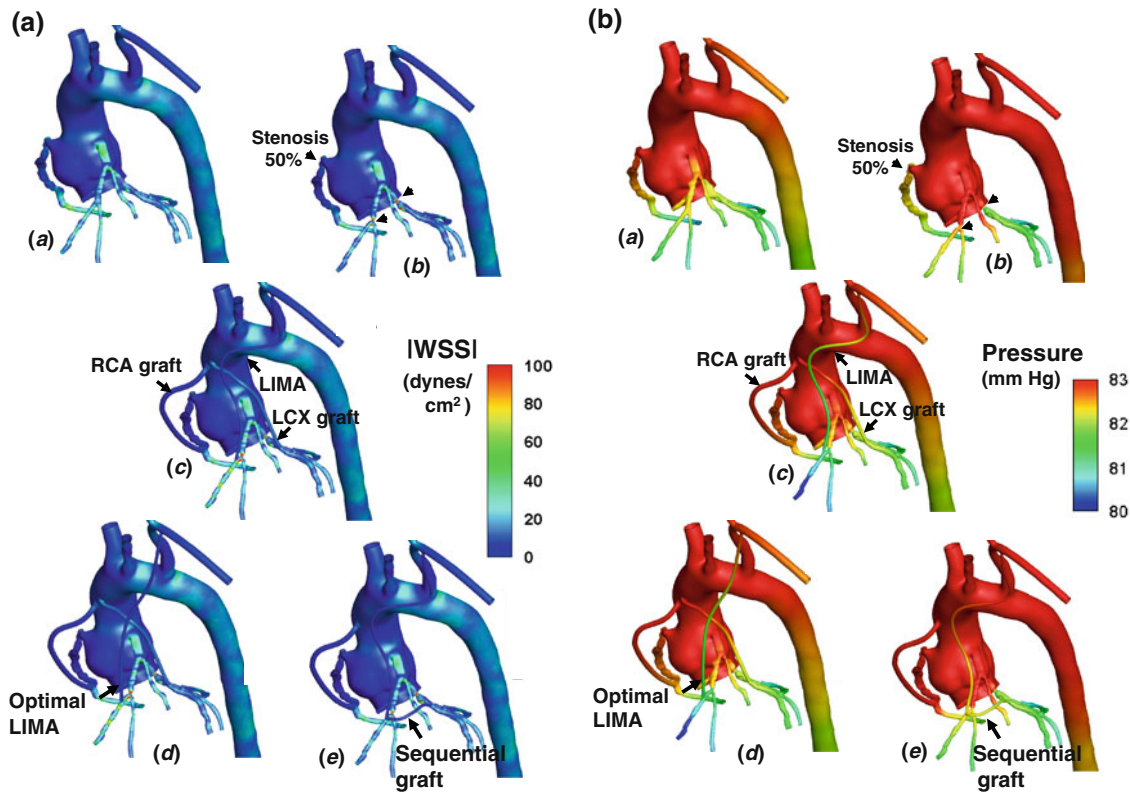 (a)
Stenosis
50%
(a)
(b)
RCA graft
LIMA
LCX graft
(c)
|WSS|
(dynes/
cm²)
100
80
60
40
20
0
Optimal
LIMA
(d)
(e)
Sequential
graft
(b)
Stenosis
50%
(a)
(b)
RCA graft
LIMA
LCX graft
(c)
Pressure
(mm Hg)
83
82
81
80
Optimal
LIMA
(d)
(e)
Sequential
graft